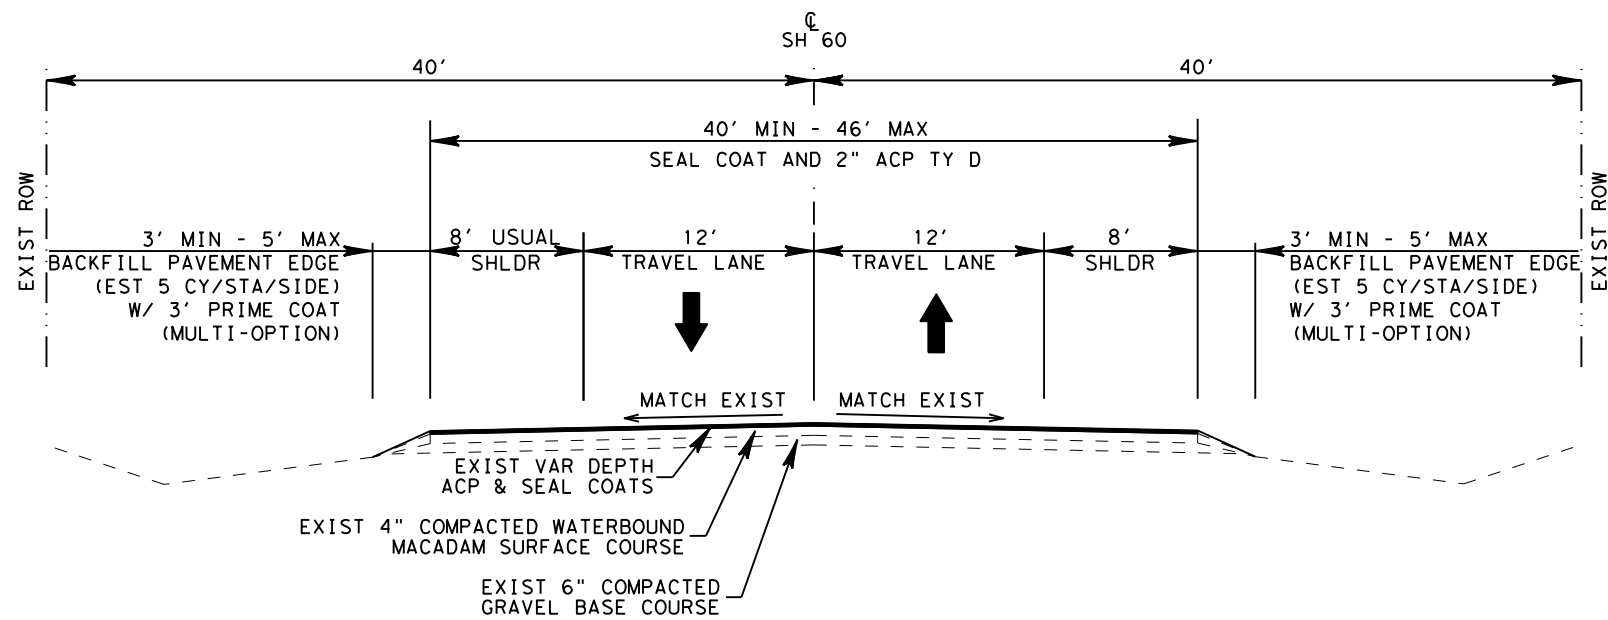 ℄
SH 60
40'
40'
40' MIN - 46' MAX
SEAL COAT AND 2" ACP TY D
EXIST ROW
3' MIN - 5' MAX
BACKFILL PAVEMENT EDGE
(EST 5 CY/STA/SIDE)
W/ 3' PRIME COAT
(MULTI-OPTION)
8' USUAL
SHLDR
12'
TRAVEL LANE
12'
TRAVEL LANE
8'
SHLDR
3' MIN - 5' MAX
BACKFILL PAVEMENT EDGE
(EST 5 CY/STA/SIDE)
W/ 3' PRIME COAT
(MULTI-OPTION)
EXIST ROW
MATCH EXIST
MATCH EXIST
EXIST VAR DEPTH
ACP & SEAL COATS
EXIST 4" COMPACTED WATERBOUND
MACADAM SURFACE COURSE
EXIST 6" COMPACTED
GRAVEL BASE COURSE